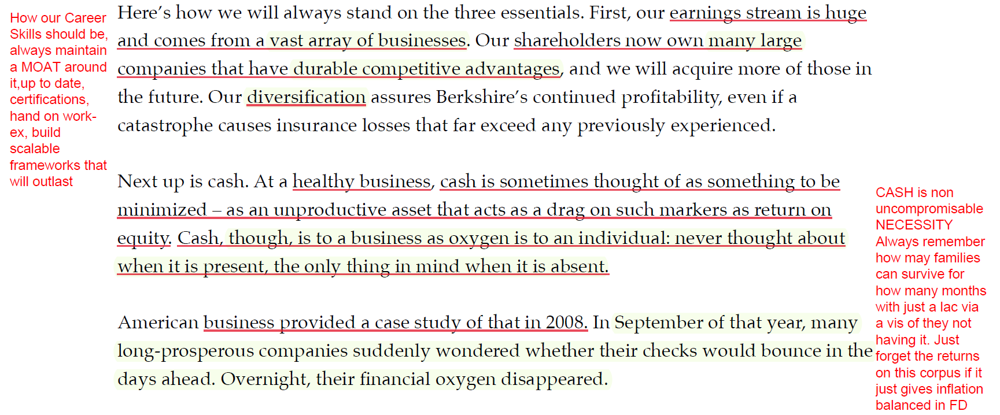 How our Career
Skills should be,
always maintain
a MOAT around
it,up to date,
certifications,
hand on work-
ex, build
scalable
frameworks that
will outlast
Here’s how we will always stand on the three essentials. First, our earnings stream is huge
and comes from a vast array of businesses. Our shareholders now own many large
companies that have durable competitive advantages, and we will acquire more of those in
the future. Our diversification assures Berkshire’s continued profitability, even if a
catastrophe causes insurance losses that far exceed any previously experienced.
Next up is cash. At a healthy business, cash is sometimes thought of as something to be
minimized – as an unproductive asset that acts as a drag on such markers as return on
equity. Cash, though, is to a business as oxygen is to an individual: never thought about
when it is present, the only thing in mind when it is absent.
American business provided a case study of that in 2008. In September of that year, many
long-prosperous companies suddenly wondered whether their checks would bounce in the
days ahead. Overnight, their financial oxygen disappeared.
CASH is non
uncompromisable
NECESSITY
Always remember
how may families
can survive for
how many months
with just a lac via
a vis of they not
having it. Just
forget the returns
on this corpus if it
just gives inflation
balanced in FD